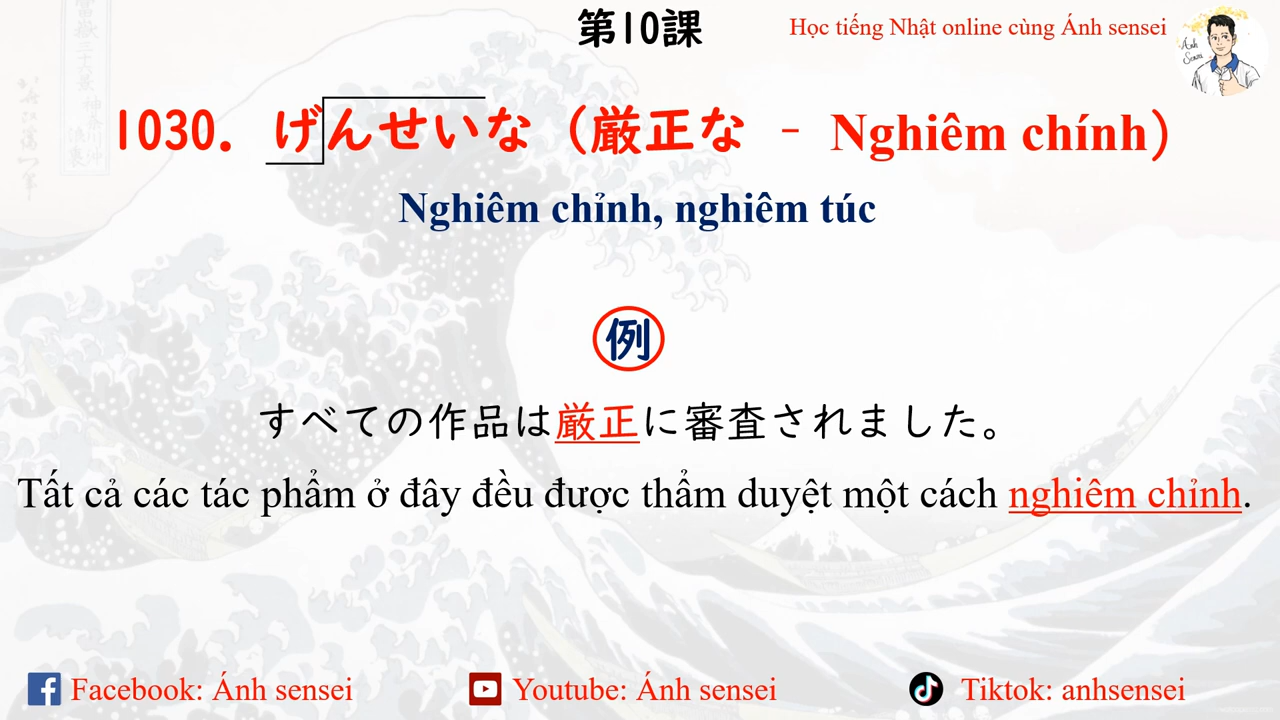 第10課
Học tiếng Nhật online cùng Ánh sensei
Ánh Sensei
1030. げんせいな（厳正な – Nghiêm chính）
Nghiêm chỉnh, nghiêm túc
例
すべての作品は厳正に審査されました。
Tất cả các tác phẩm ở đây đều được thẩm duyệt một cách nghiêm chỉnh.
Facebook: Ánh sensei
Youtube: Ánh sensei
Tiktok: anhsensei